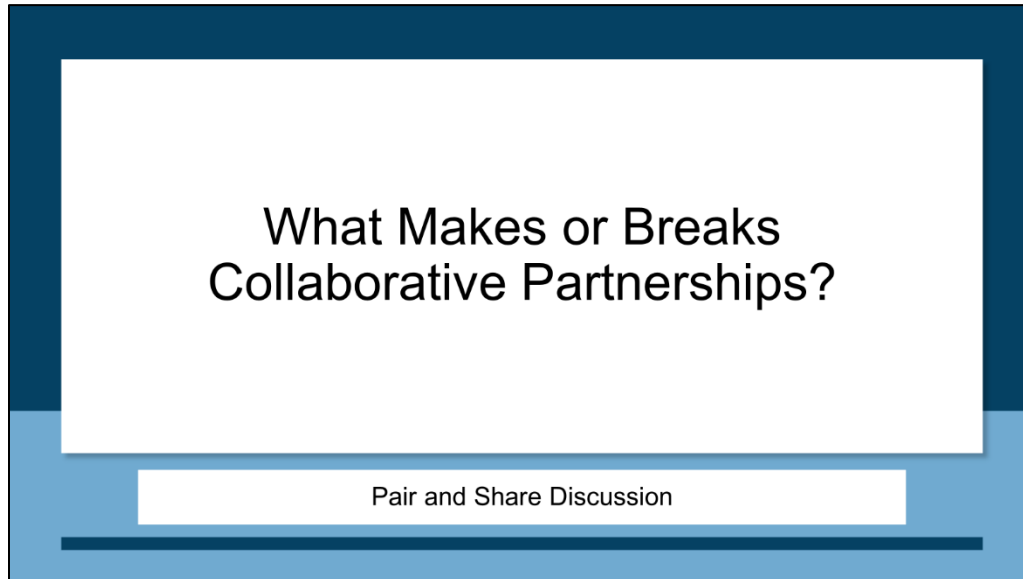 What Makes or Breaks
Collaborative Partnerships?
Pair and Share Discussion